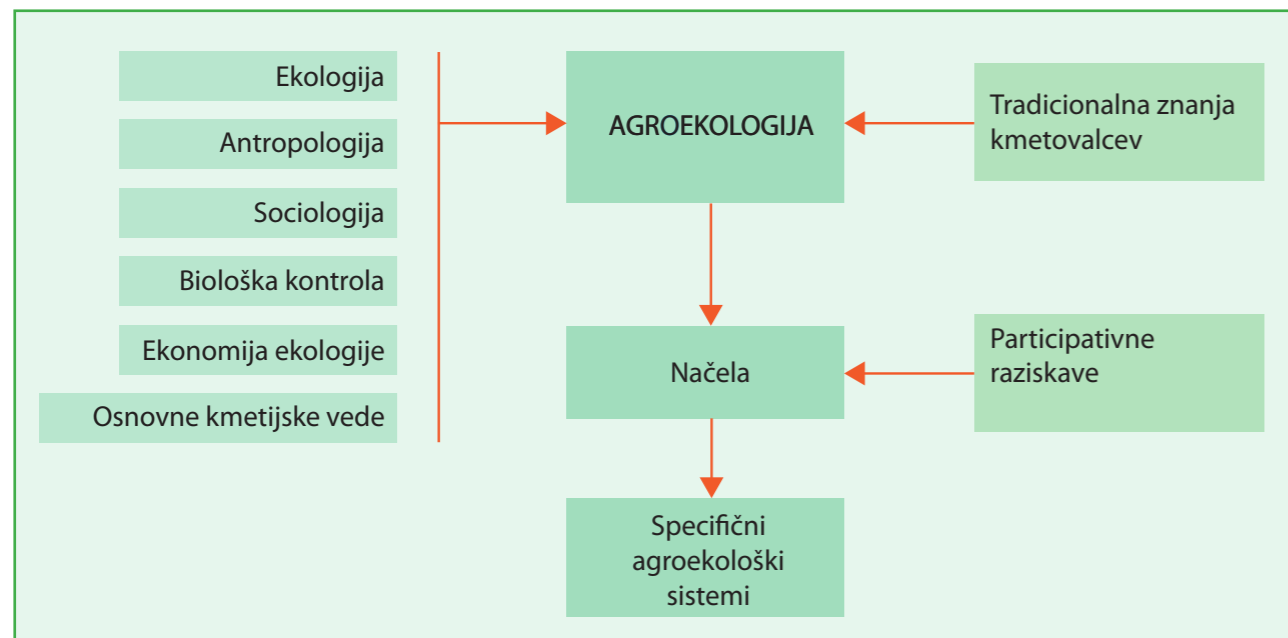 Ekologija
Antropologija
Sociologija
Biološka kontrola
Ekonomija ekologije
Osnovne kmetijske vede
AGROEKOLOGIJA
Tradicionalna znanja
kmetovalcev
Načela
Participativne
raziskave
Specifični
agroekološki
sistemi